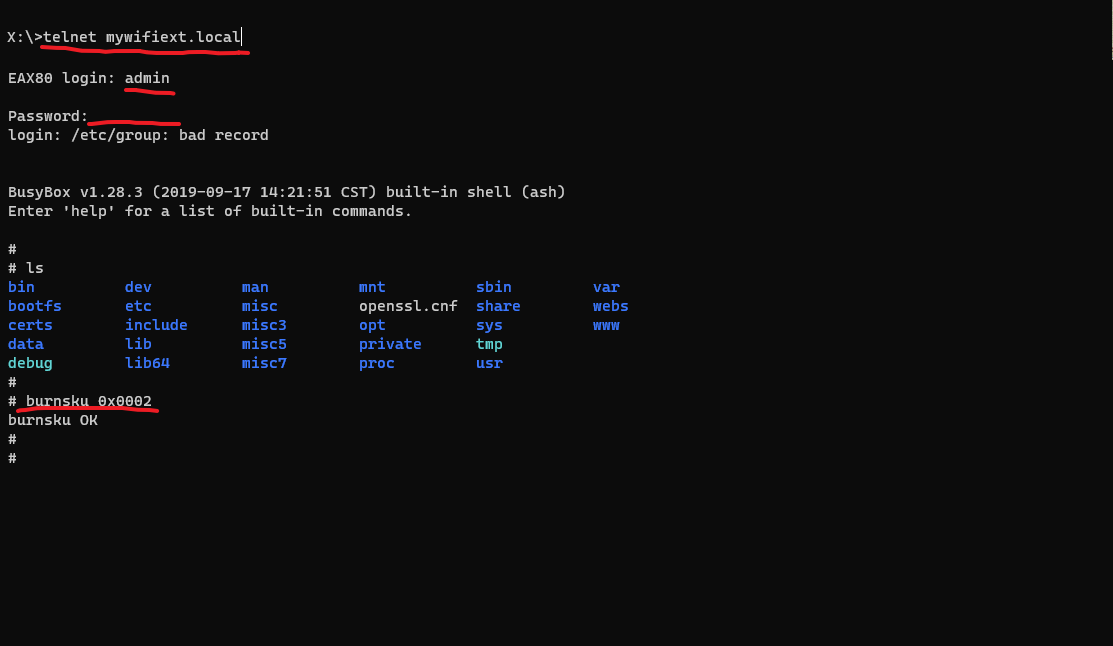 X:\>telnet mywifiext.local
EAX80 login: admin
Password:
login: /etc/group: bad record
BusyBox v1.28.3 (2019-09-17 14:21:51 CST) built-in shell (ash)
Enter 'help' for a list of built-in commands.
#
# ls
bin dev man mnt sbin var
bootfs etc misc openssl.cnf share webs
certs include misc3 opt sys www
data lib misc5 private tmp
debug lib64 misc7 proc usr
#
# burnsku 0x0002
burnsku OK
#
#